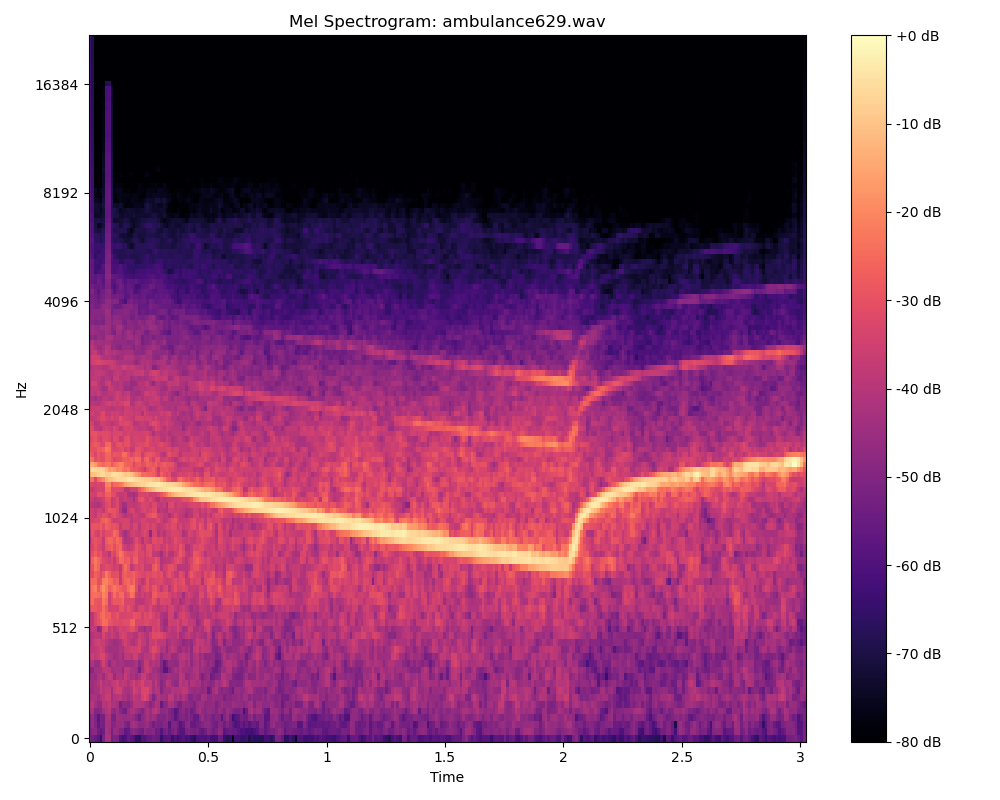 Mel Spectrogram: ambulance629.wav
Hz
16384
8192
4096
2048
1024
512
0
0 0.5 1 1.5 2 2.5 3
Time
+0 dB
-10 dB
-20 dB
-30 dB
-40 dB
-50 dB
-60 dB
-70 dB
-80 dB